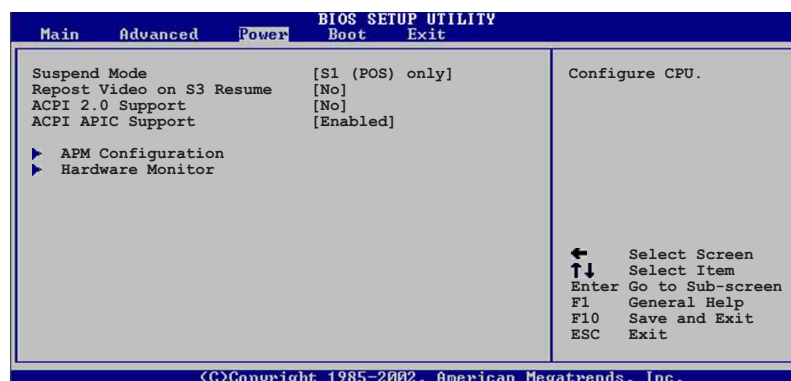 BIOS SETUP UTILITY
Main Advanced Power Boot Exit
Suspend Mode [S1 (POS) only]
Repost Video on S3 Resume [No]
ACPI 2.0 Support [No]
ACPI APIC Support [Enabled]
APM Configuration
Hardware Monitor
Configure CPU.
Select Screen
Select Item
Enter Go to Sub-screen
F1 General Help
F10 Save and Exit
ESC Exit
(C)Copyright 1985-2002, American Megatrends, Inc.